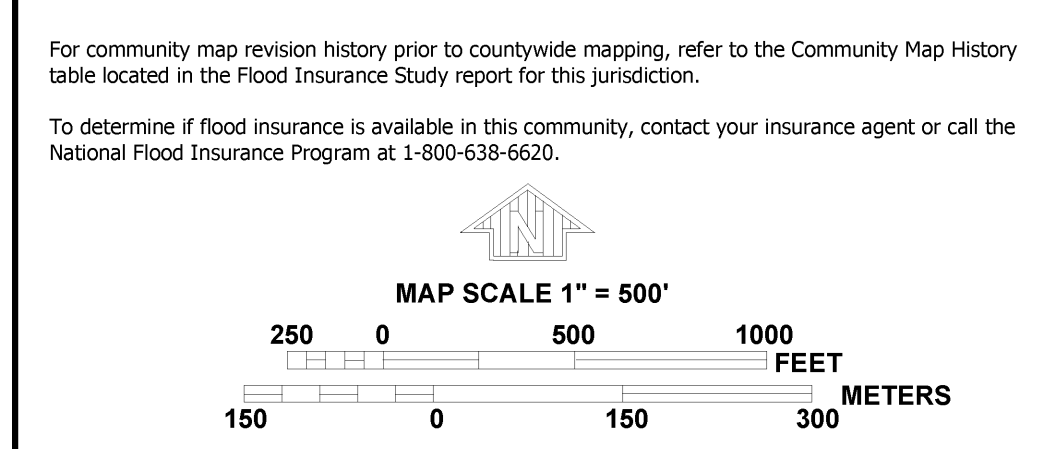 For community map revision history prior to countywide mapping, refer to the Community Map History
table located in the Flood Insurance Study report for this jurisdiction.
To determine if flood insurance is available in this community, contact your insurance agent or call the
National Flood Insurance Program at 1-800-638-6620.
N
MAP SCALE 1" = 500'
250 0 500 1000
FEET
METERS
150 0 150 300